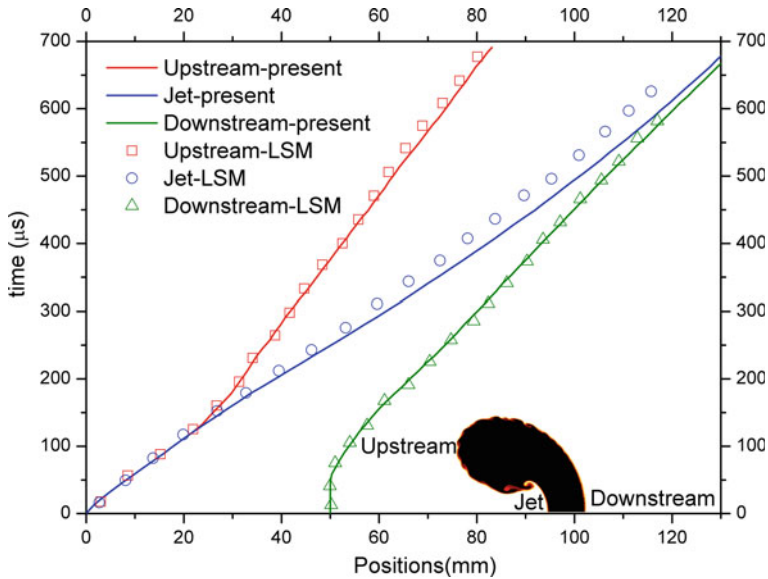 0 20 40 60 80 100 120
700 700
Upstream-present
Jet-present
Downstream-present
Upstream-LSM
Jet-LSM
Downstream-LSM
600 600
500 500
400 400
300 300
200 200
100 100
0 0
time (μs)
Upstream
Jet
Downstream
0 20 40 60 80 100 120
Positions(mm)